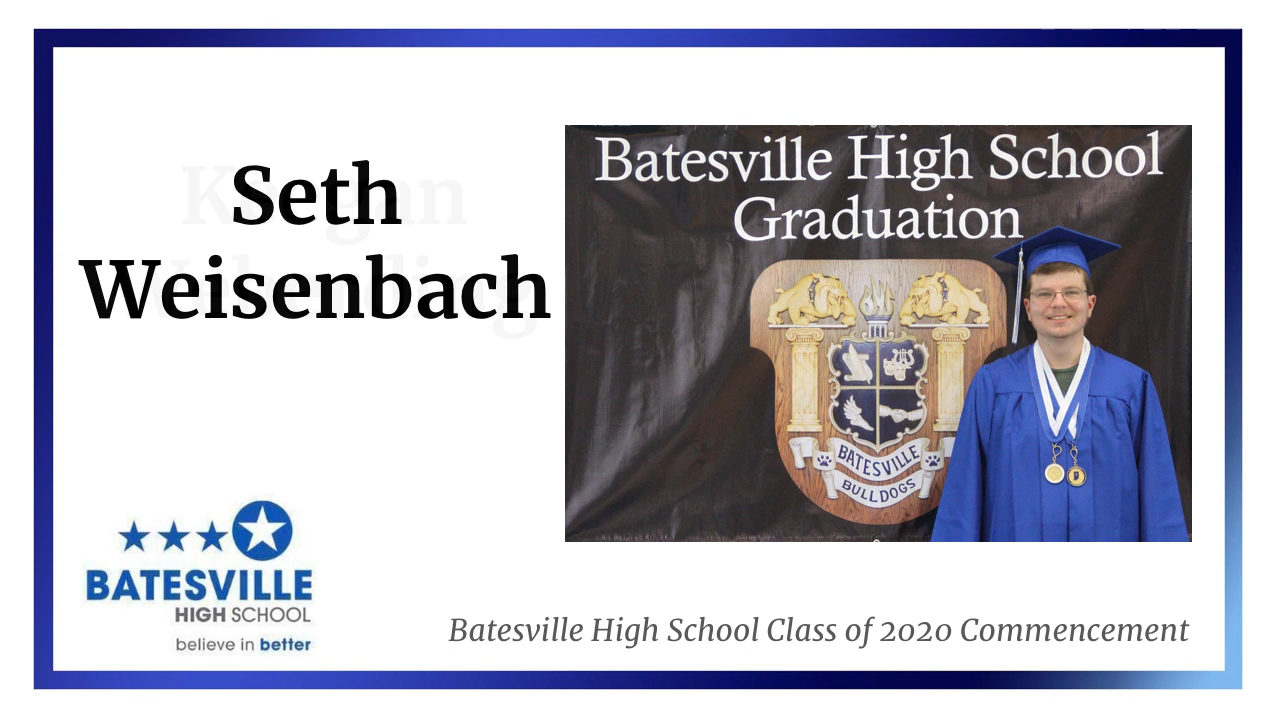 Seth
Weisenbach
Batesville High School
Graduation
BATESVILLE
BULLDOGS
BATESVILLE
HIGH SCHOOL
believe in better
Batesville High School Class of 2020 Commencement